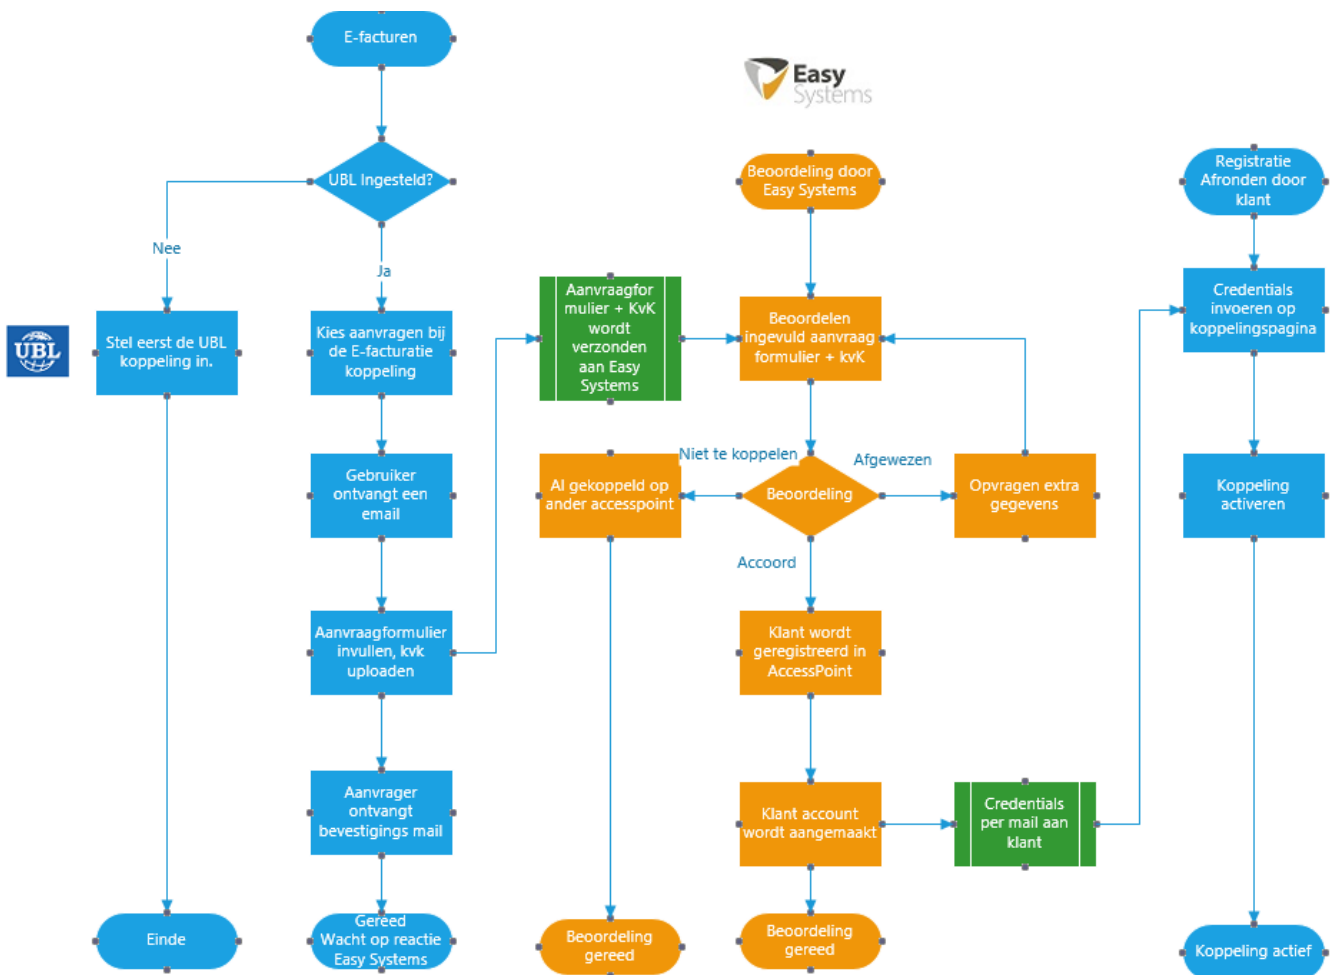 E-facturen
UBL Ingesteld?
Nee
Ja
UBL
Stel eerst de UBL
koppeling in.
Kies aanvragen bij
de E-facturatie
koppeling
Gebruiker
ontvangt een
email
Aanvraagformulier
invullen, kvk
uploaden
Aanvrager
ontvangt
bevestigings mail
Einde
Gereed
Wacht op reactie
Easy Systems
Easy
Systems
Beoordeling door
Easy Systems
Aanvraagfor
mulier + KvK
wordt
verzonden
aan Easy
Systems
Beoordelen
ingevuld aanvraag
formulier + kvK
Niet te koppelen
Afgewezen
Al gekoppeld op
ander accesspoint
Beoordeling
Opvragen extra
gegevens
Accoord
Klant wordt
geregistreerd in
AccessPoint
Klant account
wordt aangemaakt
Credentials
per mail aan
klant
Beoordeling
gereed
Beoordeling
gereed
Registratie
Afronden door
klant
Credentials
invoeren op
koppelingspagina
Koppeling
activeren
Koppeling actief